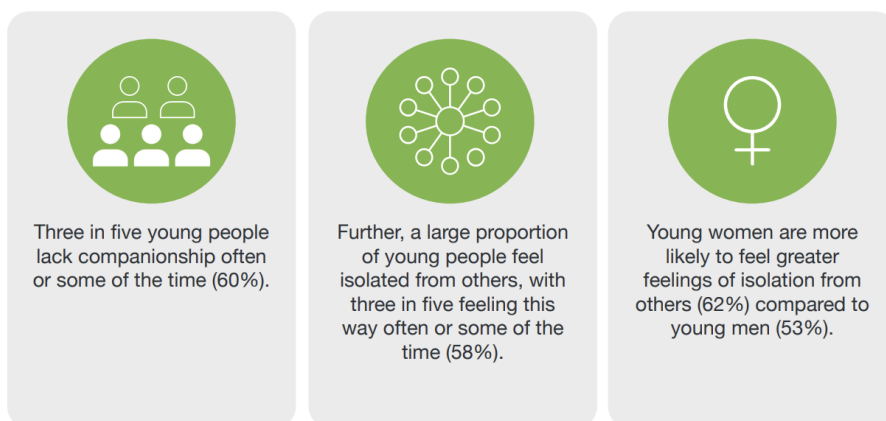 Three in five young people
lack companionship often
or some of the time (60%).
Further, a large proportion
of young people feel
isolated from others, with
three in five feeling this
way often or some of the
time (58%).
Young women are more
likely to feel greater
feelings of isolation from
others (62%) compared to
young men (53%).